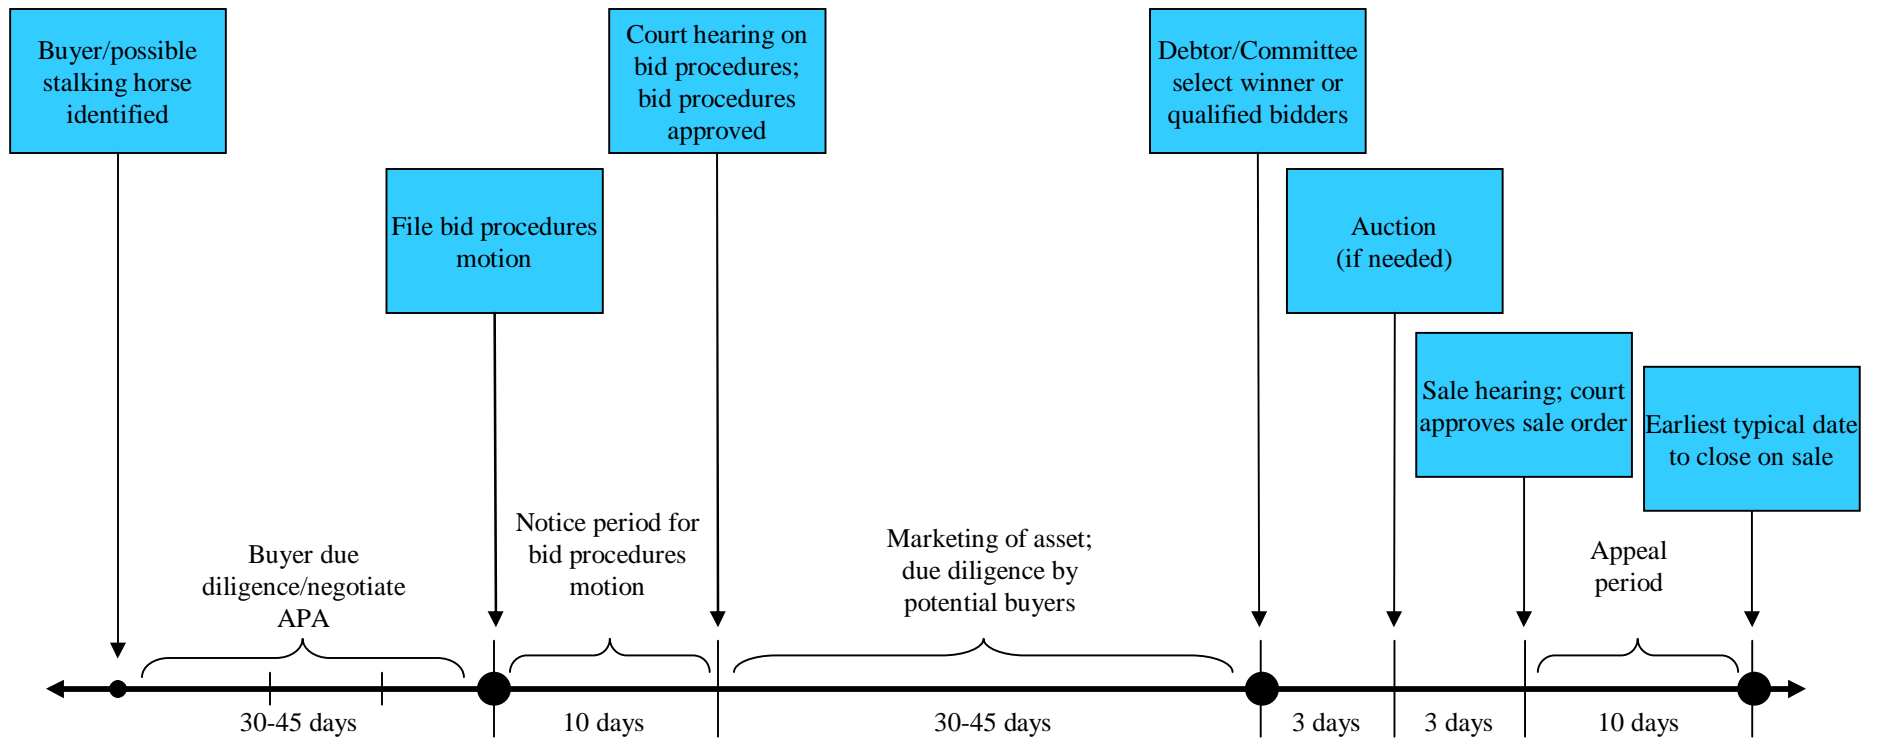 Buyer/possible
stalking horse
identified
Court hearing on
bid procedures;
bid procedures
approved
Debtor/Committee
select winner or
qualified bidders
File bid procedures
motion
Auction
(if needed)
Sale hearing; court
approves sale order
Earliest typical date
to close on sale
Buyer due
diligence/negotiate
APA
Notice period for
bid procedures
motion
Marketing of asset;
due diligence by
potential buyers
Appeal
period
30-45 days
10 days
30-45 days
3 days
3 days
10 days